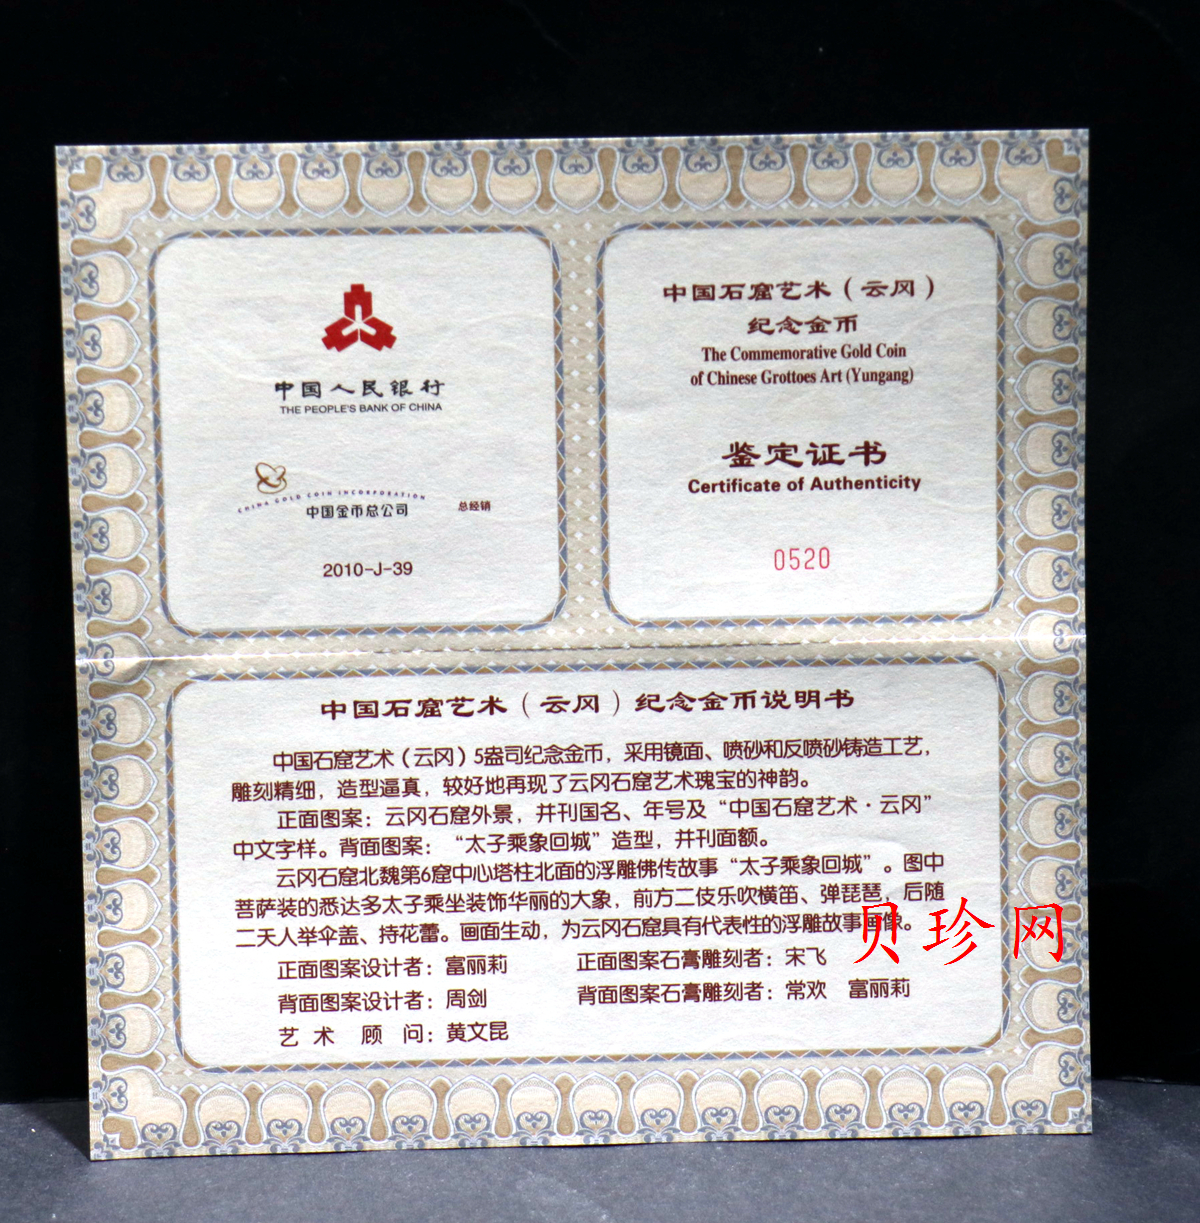 中国人民银行
THE PEOPLE'S BANK OF CHINA
CHINA GOLD COIN INCORPORATION
中国金币总公司
总经销
2010-J-39
中国石窟艺术（云冈）
纪念金币
The Commemorative Gold Coin
of Chinese Grottoes Art (Yungang)
鉴定证书
Certificate of Authenticity
0520
中国石窟艺术（云冈）纪念金币说明书
中国石窟艺术（云冈）5盎司纪念金币，采用镜面、喷砂和反喷砂铸造工艺，
雕刻精细，造型逼真，较好地再现了云冈石窟艺术瑰宝的神韵。
正面图案：云冈石窟外景，并刊国名、年号及“中国石窟艺术·云冈”
中文字样。背面图案：“太子乘象回城”造型，并刊面额。
云冈石窟北魏第6窟中心塔柱北面的浮雕佛传故事“太子乘象回城”。图中
菩萨装的悉达多太子乘坐装饰华丽的大象，前方二伎乐吹横笛、弹琵琶，后随
二天人举伞盖、持花蕾。画面生动，为云冈石窟具有代表性的浮雕故事画像。
正面图案设计者：富丽莉 正面图案石膏雕刻者：宋飞
背面图案设计者：周剑 背面图案石膏雕刻者：常欢 富丽莉
艺术顾问：黄文昆
贝珍网